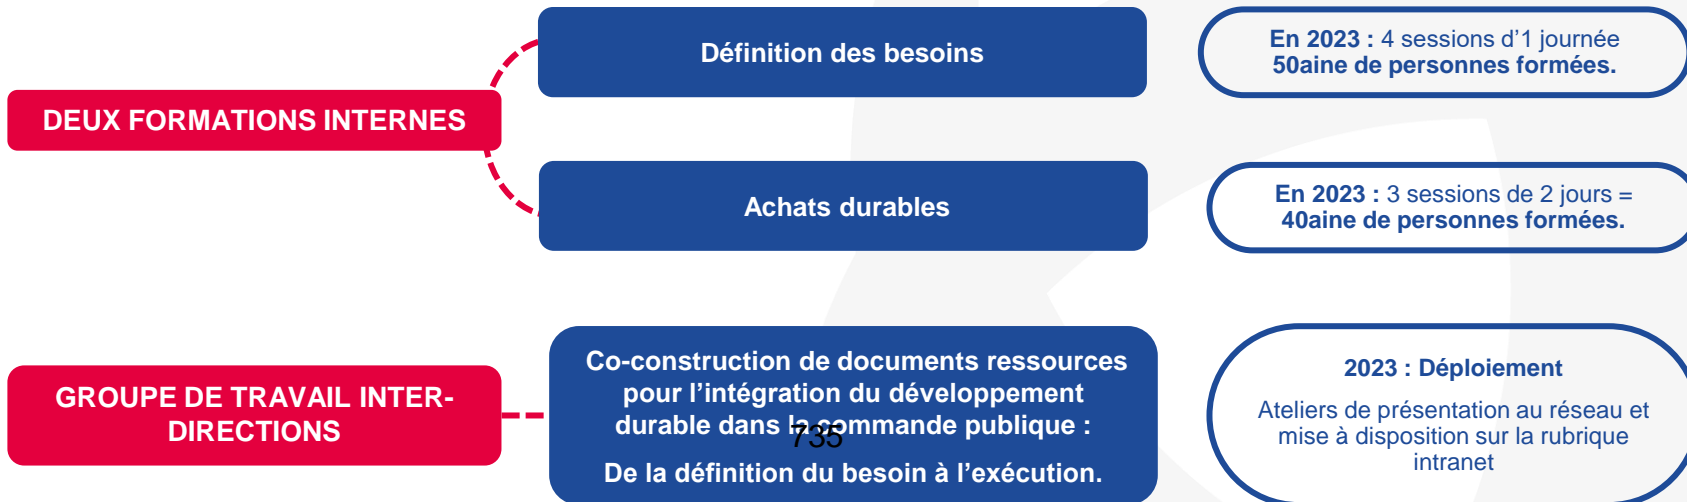 DEUX FORMATIONS INTERNES
Définition des besoins
En 2023 : 4 sessions d’1 journée
50aine de personnes formées.
Achats durables
En 2023 : 3 sessions de 2 jours =
40aine de personnes formées.
GROUPE DE TRAVAIL INTER-
DIRECTIONS
Co-construction de documents ressources
pour l’intégration du développement
durable dans la commande publique :
735
De la définition du besoin à l’exécution.
2023 : Déploiement
Ateliers de présentation au réseau et
mise à disposition sur la rubrique
intranet